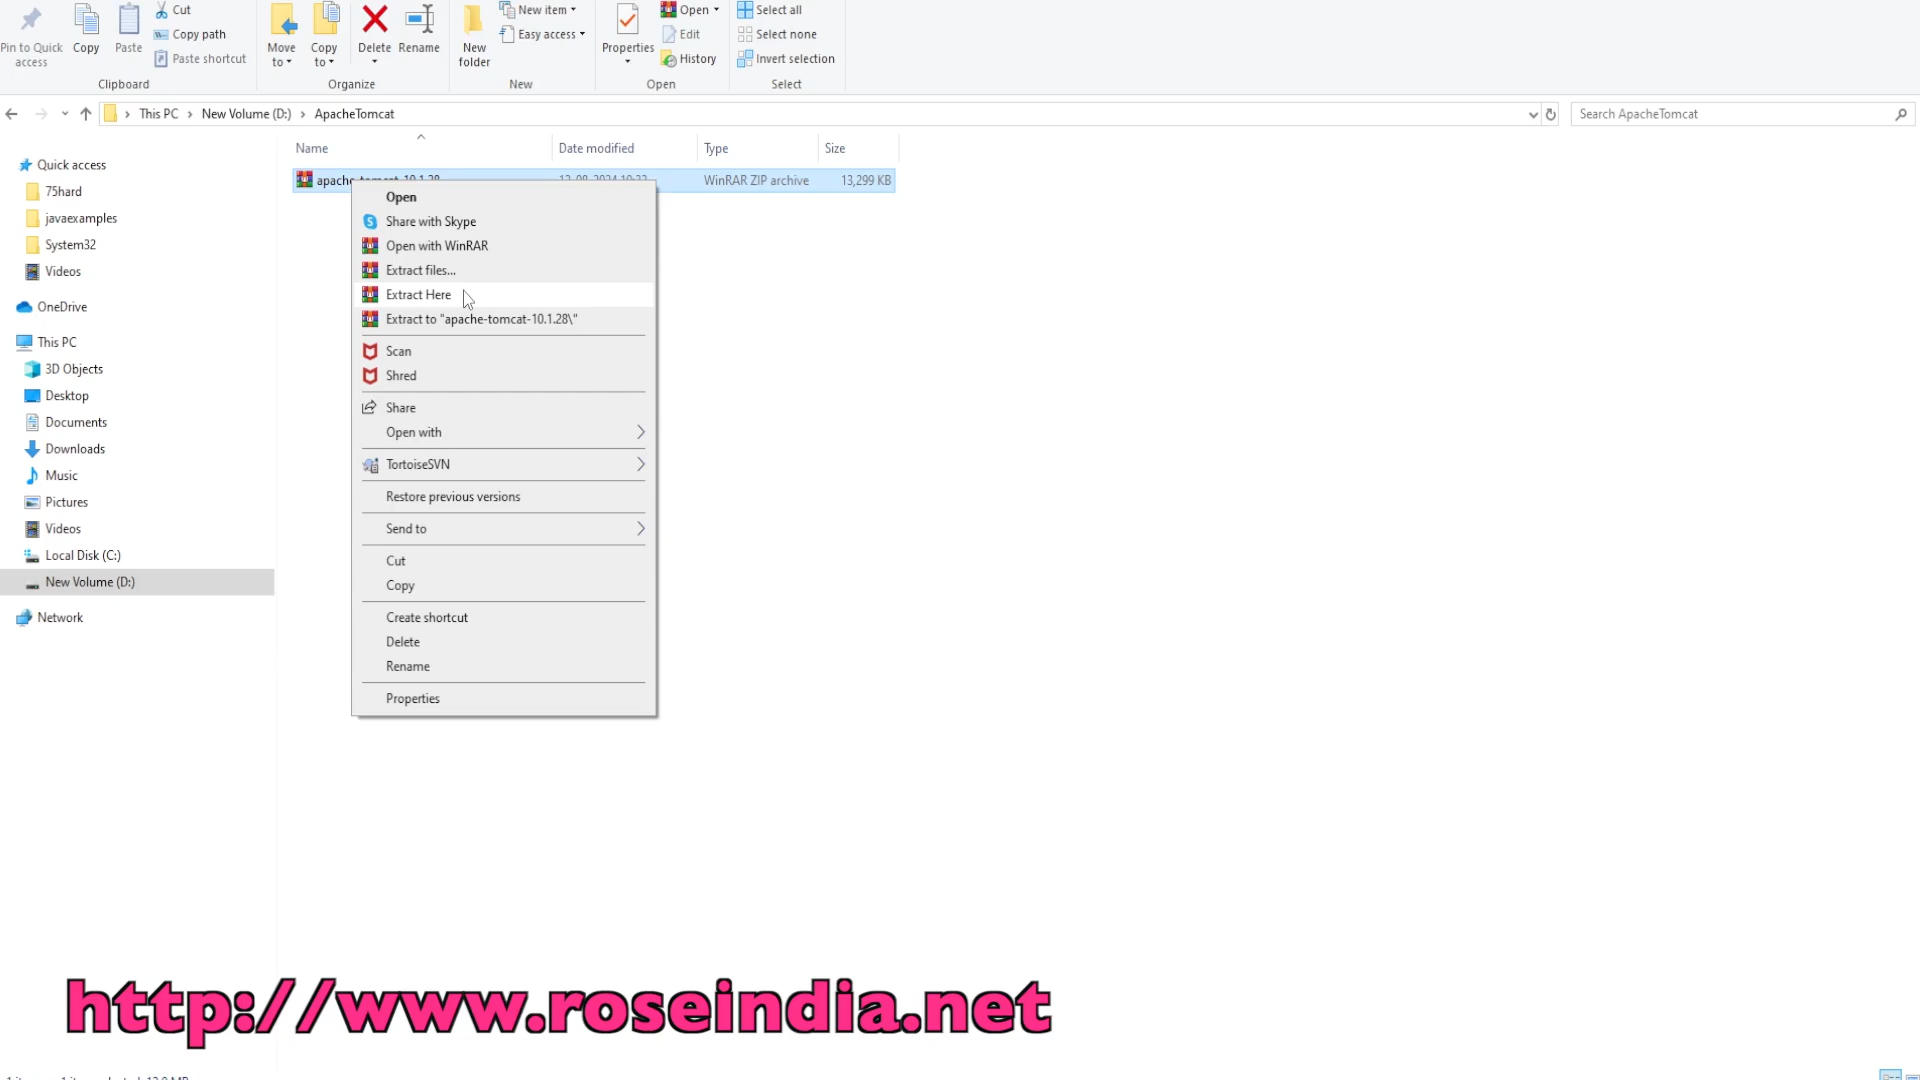 Cut
Copy path
Paste shortcut
Pin to Quick access
Copy
Paste
Clipboard
Move to
Copy to
Delete
Rename
Organize
New item
Easy access
New folder
New
Properties
Open
Edit
History
Open
Select all
Select none
Invert selection
Select
This PC > New Volume (D:) > ApacheTomcat
Search ApacheTomcat
Name Date modified Type Size
apache-tomcat-10.1.28 WinRAR ZIP archive 13,299 KB
Quick access
75hard
javaexamples
System32
Videos
OneDrive
This PC
3D Objects
Desktop
Documents
Downloads
Music
Pictures
Videos
Local Disk (C:)
New Volume (D:)
Network
Open
Share with Skype
Open with WinRAR
Extract files...
Extract Here
Extract to "apache-tomcat-10.1.28\"
Scan
Shred
Share
Open with
TortoiseSVN
Restore previous versions
Send to
Cut
Copy
Create shortcut
Delete
Rename
Properties
http://www.roseindia.net